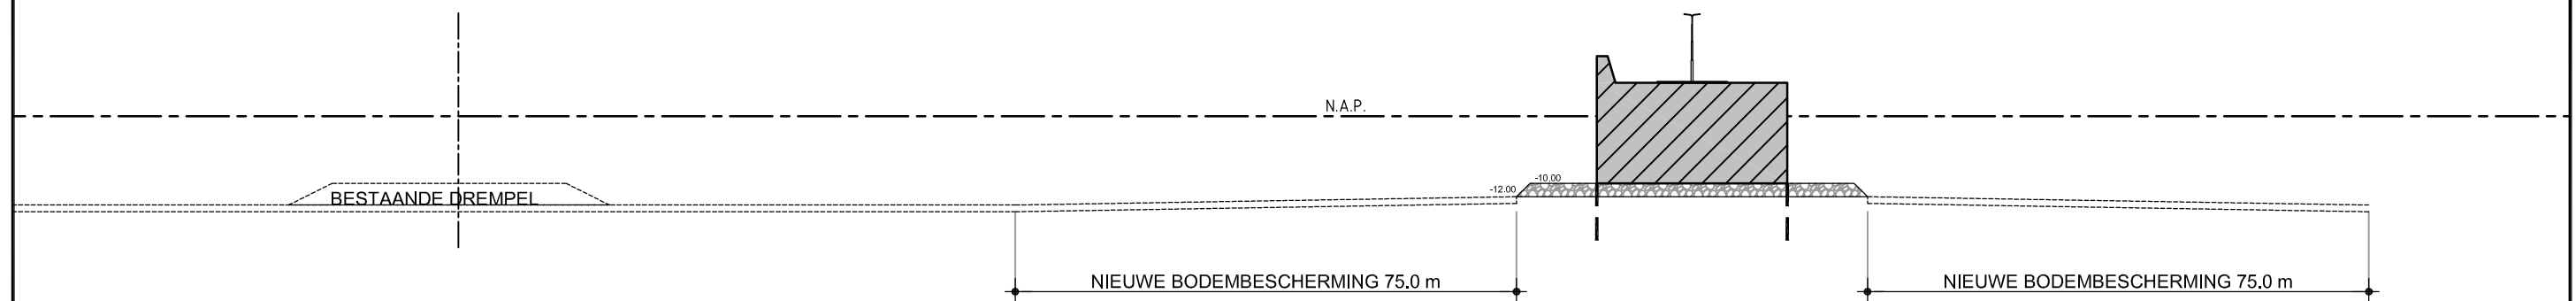 N.A.P.
-10.00
-12.00
BESTAANDE DREMPEL
NIEUWE BODEMBESCHERMING 75.0 m
NIEUWE BODEMBESCHERMING 75.0 m